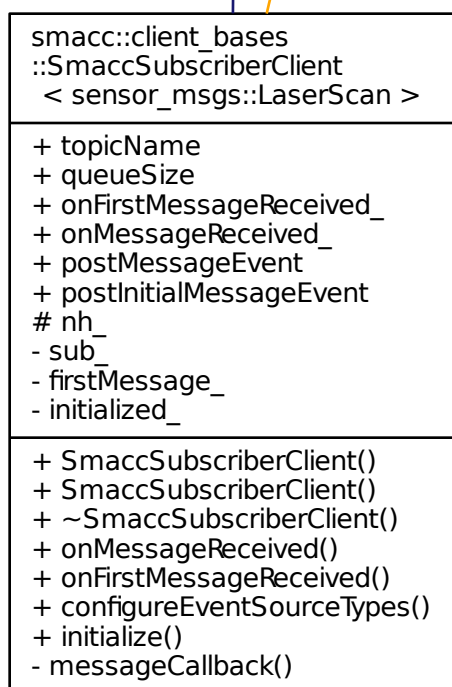 smacc::client_bases
::SmaccSubscriberClient
< sensor_msgs::LaserScan >
+ topicName
+ queueSize
+ onFirstMessageReceived_
+ onMessageReceived_
+ postMessageEvent
+ postInitialMessageEvent
# nh_
- sub_
- firstMessage_
- initialized_
+ SmaccSubscriberClient()
+ SmaccSubscriberClient()
+ ~SmaccSubscriberClient()
+ onMessageReceived()
+ onFirstMessageReceived()
+ configureEventSourceTypes()
+ initialize()
- messageCallback()